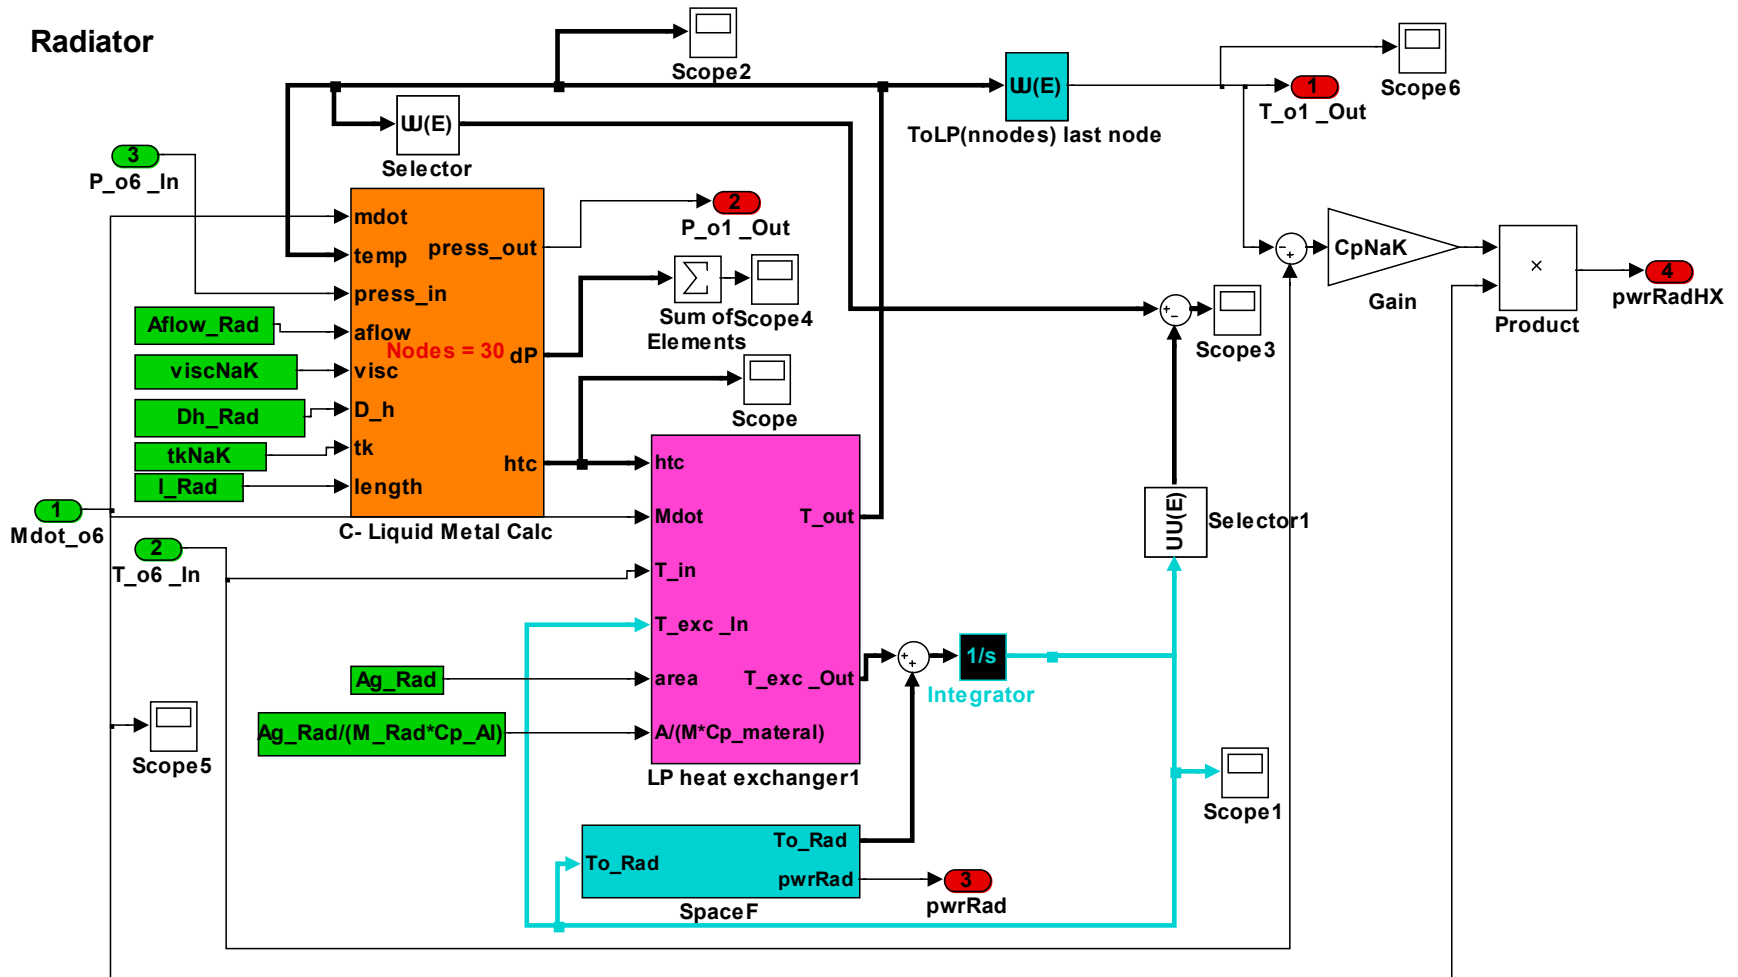 Radiator
Scope2
Scope6
U(E)
ToLP(nnodes) last node
1
T_o1 _Out
U(E)
Selector
3
P_o6 _In
mdot
temp
press_in
aflow
visc
D_h
tk
length
press_out
Nodes = 30
dP
htc
C- Liquid Metal Calc
2
P_o1 _Out
Σ
Sum of
Elements
Scope4
Scope
Aflow_Rad
viscNaK
Dh_Rad
tkNaK
l_Rad
1
Mdot_o6
2
T_o6 _In
htc
Mdot
T_in
T_exc _In
area
A/(M*Cp_materal)
T_out
T_exc _Out
LP heat exchanger1
Ag_Rad
Ag_Rad/(M_Rad*Cp_Al)
Scope5
+
+
1/s
Integrator
UU(E)
Selector1
+
−
Scope3
−
+
CpNaK
Gain
×
Product
4
pwrRadHX
Scope1
To_Rad
To_Rad
pwrRad
SpaceF
3
pwrRad